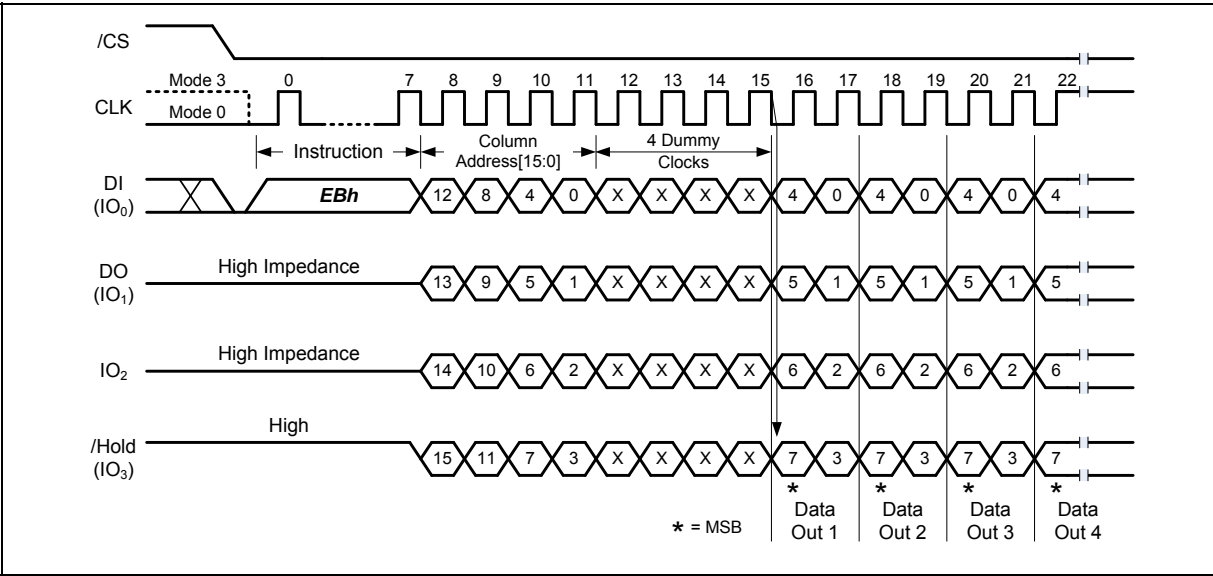 /CS
Mode 3 0 7 8 9 10 11 12 13 14 15 16 17 18 19 20 21 22
CLK
Mode 0
Instruction
Column
Address[15:0]
4 Dummy
Clocks
DI
(IO₀)
EBh 12 8 4 0 X X X X 4 0 4 0 4 0 4
DO
(IO₁)
High Impedance 13 9 5 1 X X X X 5 1 5 1 5 1 5
IO₂
High Impedance 14 10 6 2 X X X X 6 2 6 2 6 2 6
/Hold
(IO₃)
High 15 11 7 3 X X X X 7 3 7 3 7 3 7
* * * *
* = MSB
Data
Out 1
Data
Out 2
Data
Out 3
Data
Out 4